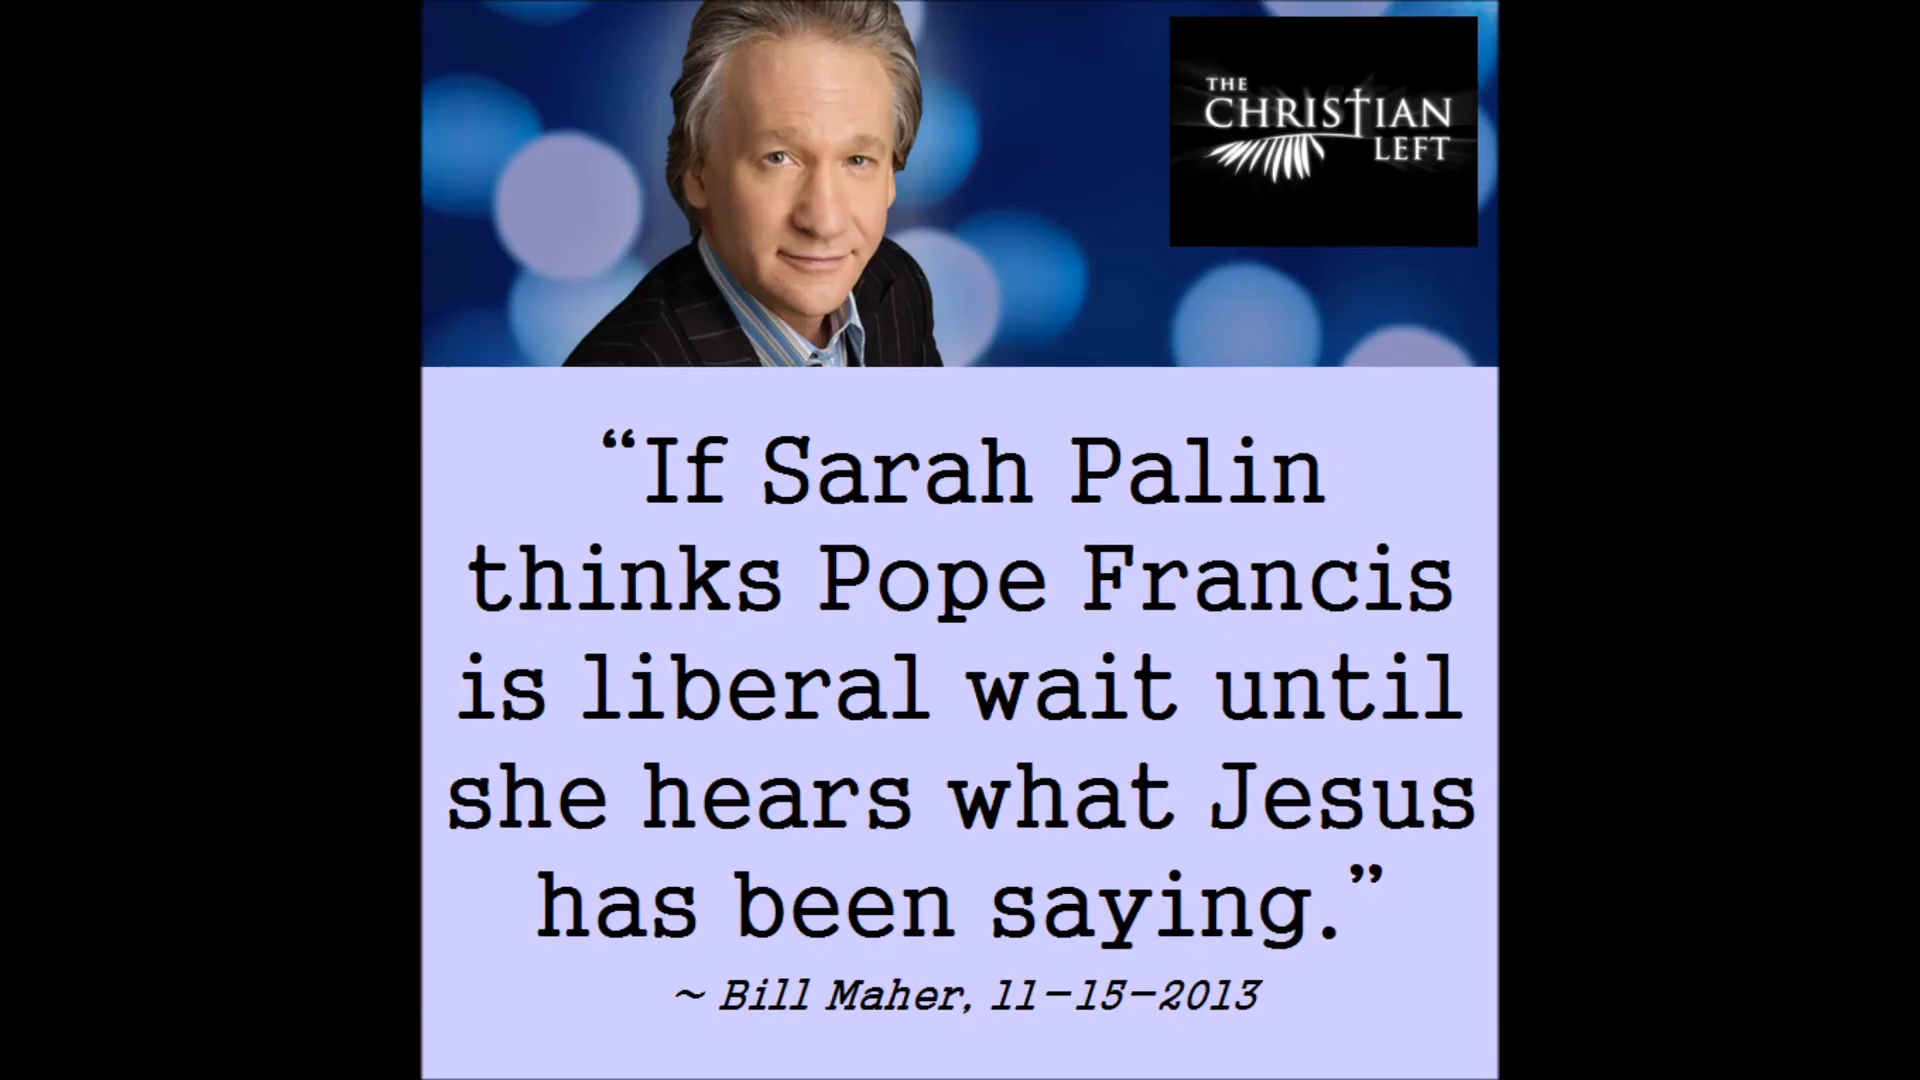 THE
CHRISTIAN
LEFT
“If Sarah Palin
thinks Pope Francis
is liberal wait until
she hears what Jesus
has been saying.”
~ Bill Maher, 11-15-2013